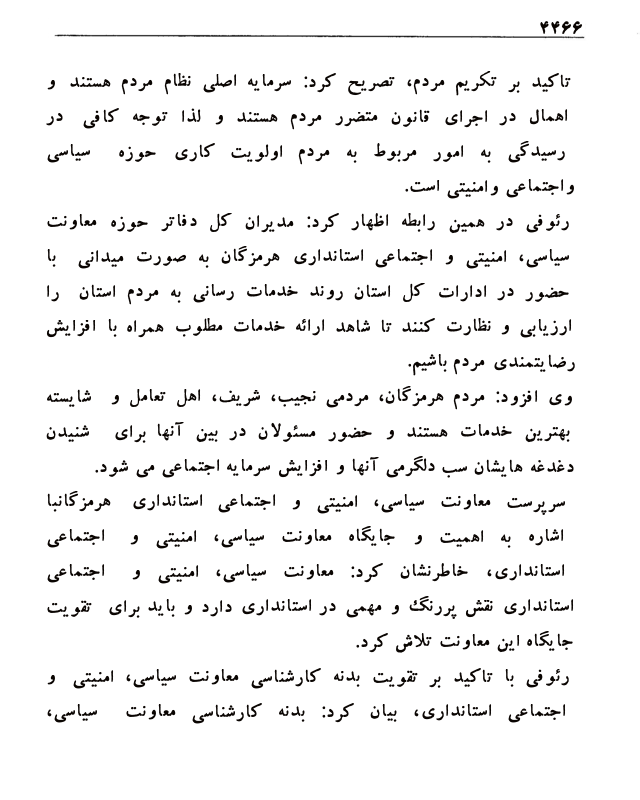 ۴۴۶۶
تاکید بر تکریم مردم، تصریح کرد: سرمایه اصلی نظام مردم هستند و
اهمال در اجرای قانون متضرر مردم هستند و لذا توجه کافی در
رسیدگی به امور مربوط به مردم اولویت کاری حوزه سیاسی
واجتماعی وامنیتی است.
رئوفی در همین رابطه اظهار کرد: مدیران کل دفاتر حوزه معاونت
سیاسی، امنیتی و اجتماعی استانداری هرمزگان به صورت میدانی با
حضور در ادارات کل استان روند خدمات رسانی به مردم استان را
ارزیابی و نظارت کنند تا شاهد ارائه خدمات مطلوب همراه با افزایش
رضایتمندی مردم باشیم.
وی افزود: مردم هرمزگان، مردمی نجیب، شریف، اهل تعامل و شایسته
بهترین خدمات هستند و حضور مسئولان در بین آنها برای شنیدن
دغدغه هایشان سب دلگرمی آنها و افزایش سرمایه اجتماعی می شود.
سرپرست معاونت سیاسی، امنیتی و اجتماعی استانداری هرمزگانبا
اشاره به اهمیت و جایگاه معاونت سیاسی، امنیتی و اجتماعی
استانداری، خاطرنشان کرد: معاونت سیاسی، امنیتی و اجتماعی
استانداری نقش پررنگ و مهمی در استانداری دارد و باید برای تقویت
جایگاه این معاونت تلاش کرد.
رئوفی با تاکید بر تقویت بدنه کارشناسی معاونت سیاسی، امنیتی و
اجتماعی استانداری، بیان کرد: بدنه کارشناسی معاونت سیاسی،